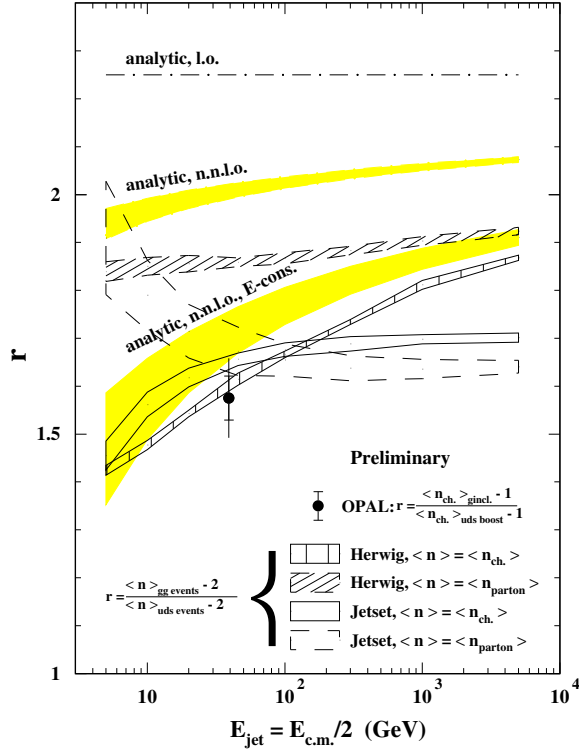 analytic, l.o.
analytic, n.n.l.o.
analytic, n.n.l.o., E-cons.
r
2
1.5
1
Preliminary
OPAL: r = < n_ch. >_gincl. - 1 / < n_ch. >_uds boost - 1
r = < n >_gg events - 2 / < n >_uds events - 2
{
Herwig, < n > = < n_ch. >
Herwig, < n > = < n_parton >
Jetset, < n > = < n_ch. >
Jetset, < n > = < n_parton >
10 10^2 10^3 10^4
E_jet = E_c.m./2 (GeV)